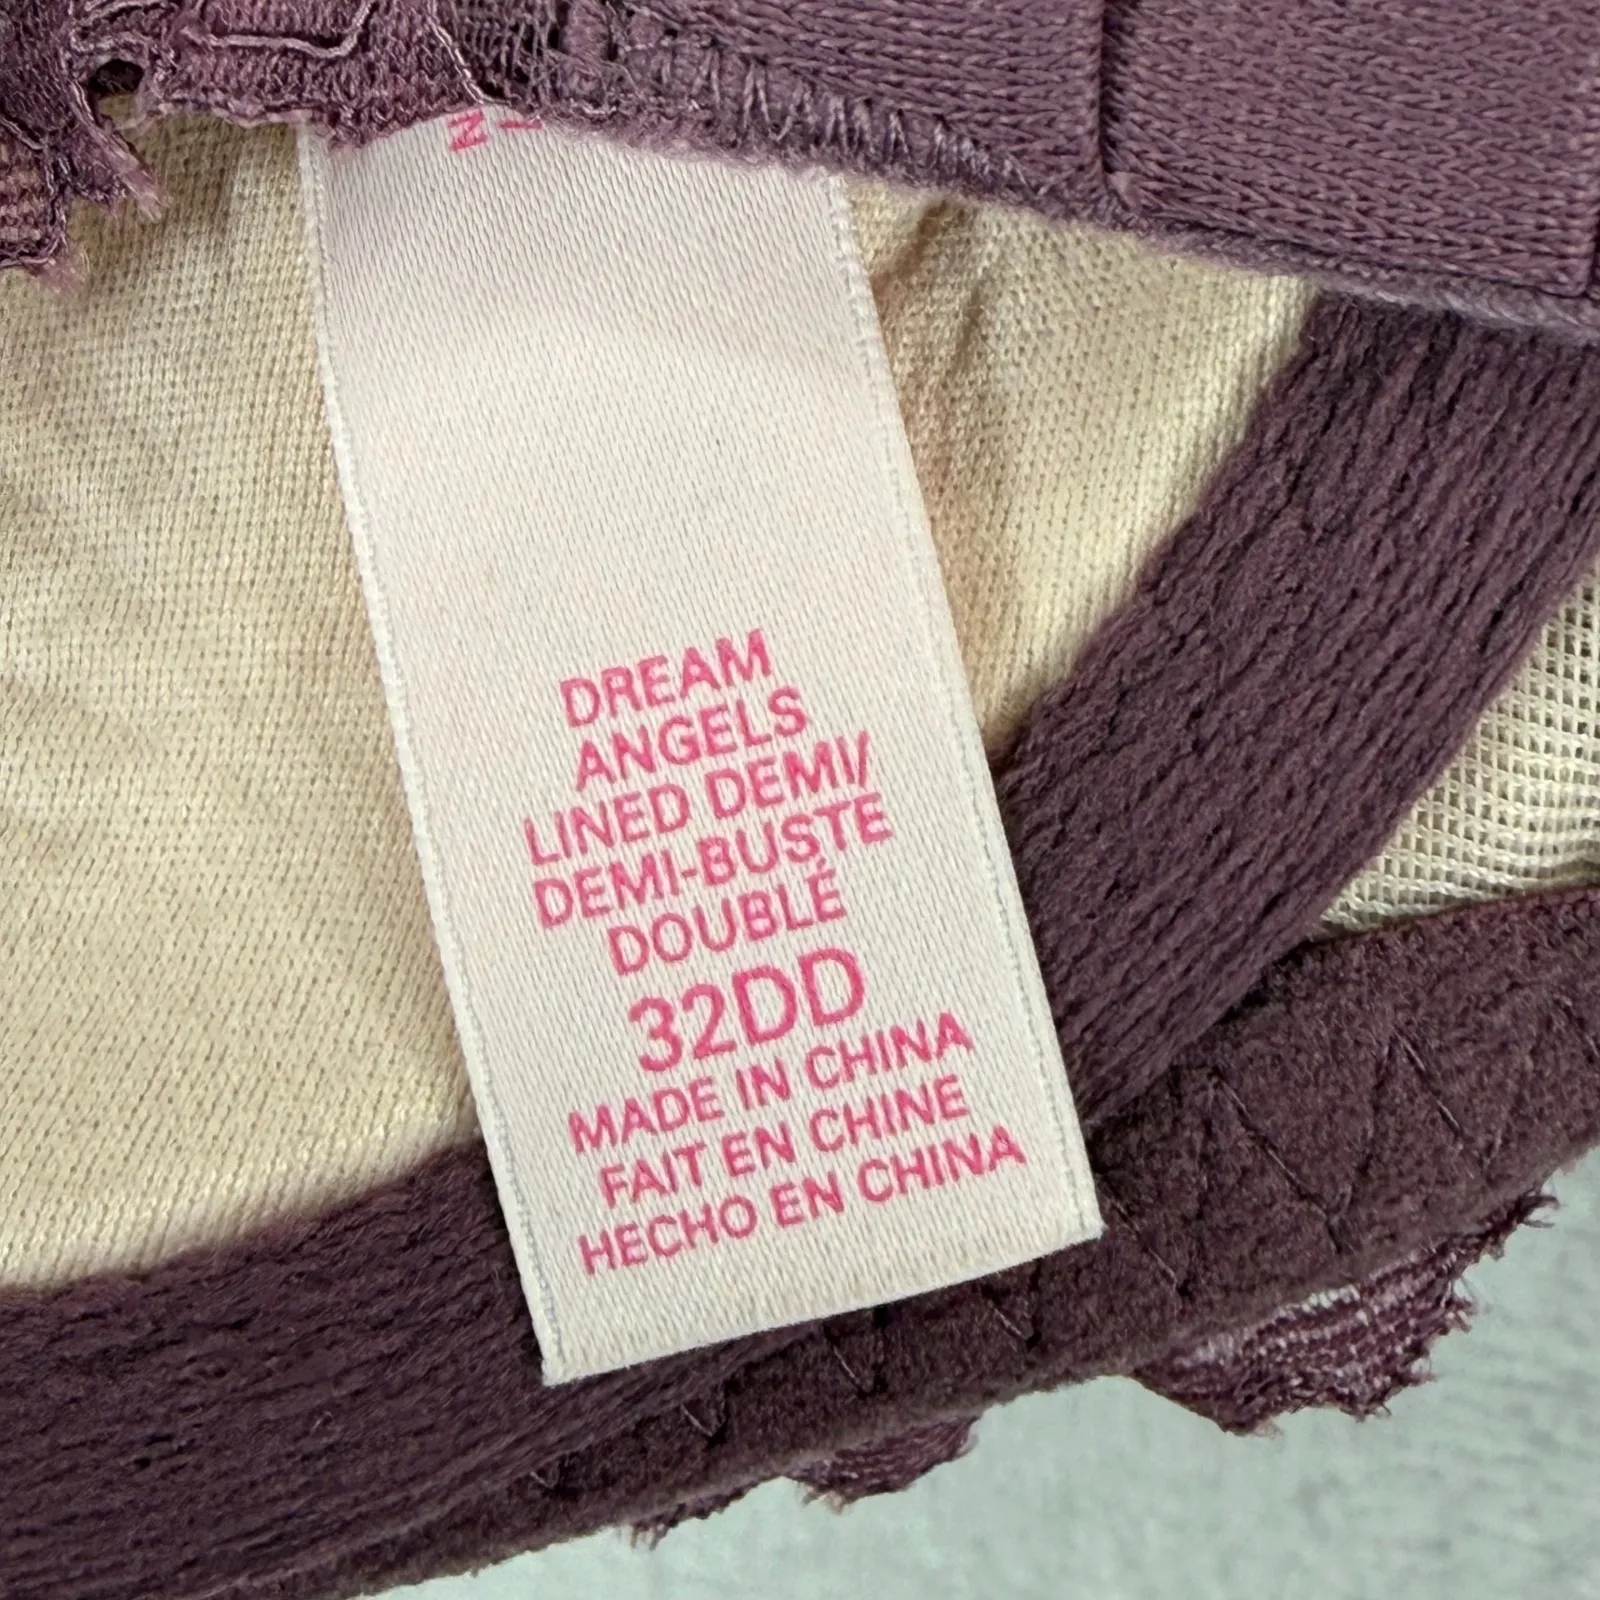 DREAM
ANGELS
LINED DEMI/
DEMI-BUSTE
DOUBLÉ
32DD
MADE IN CHINA
FAIT EN CHINE
HECHO EN CHINA